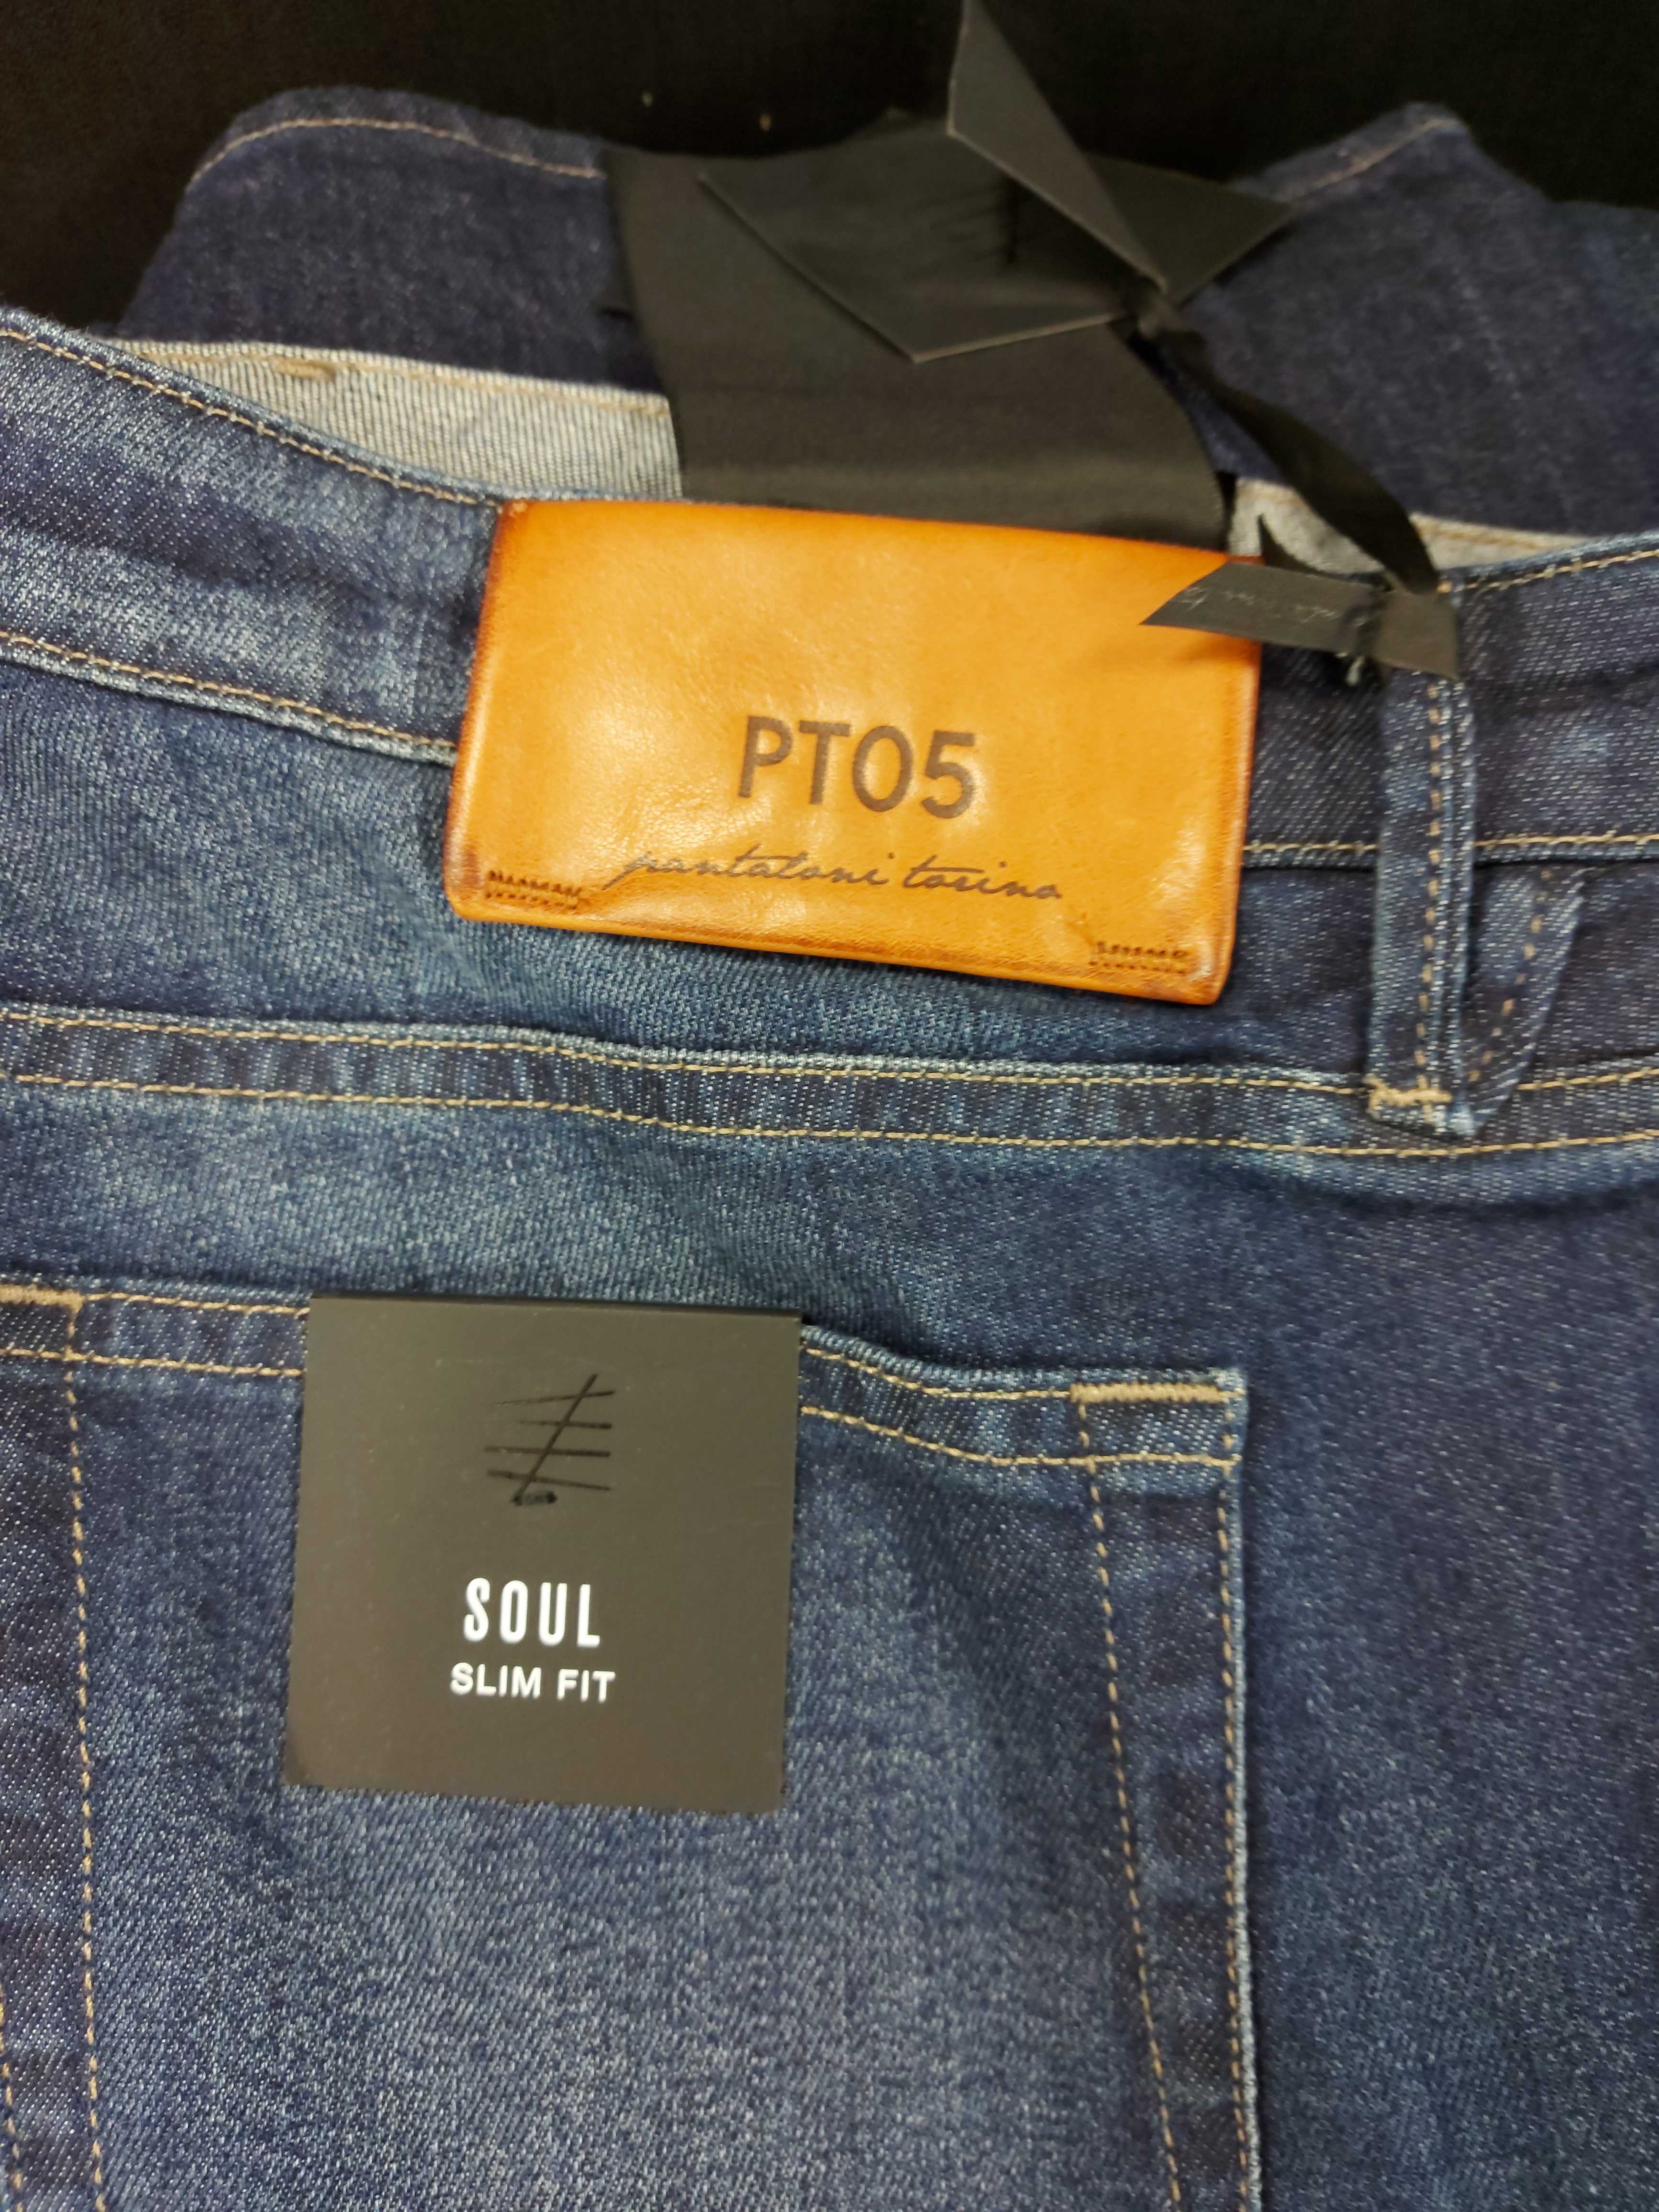 PT05
pantaloni torino
SOUL
SLIM FIT